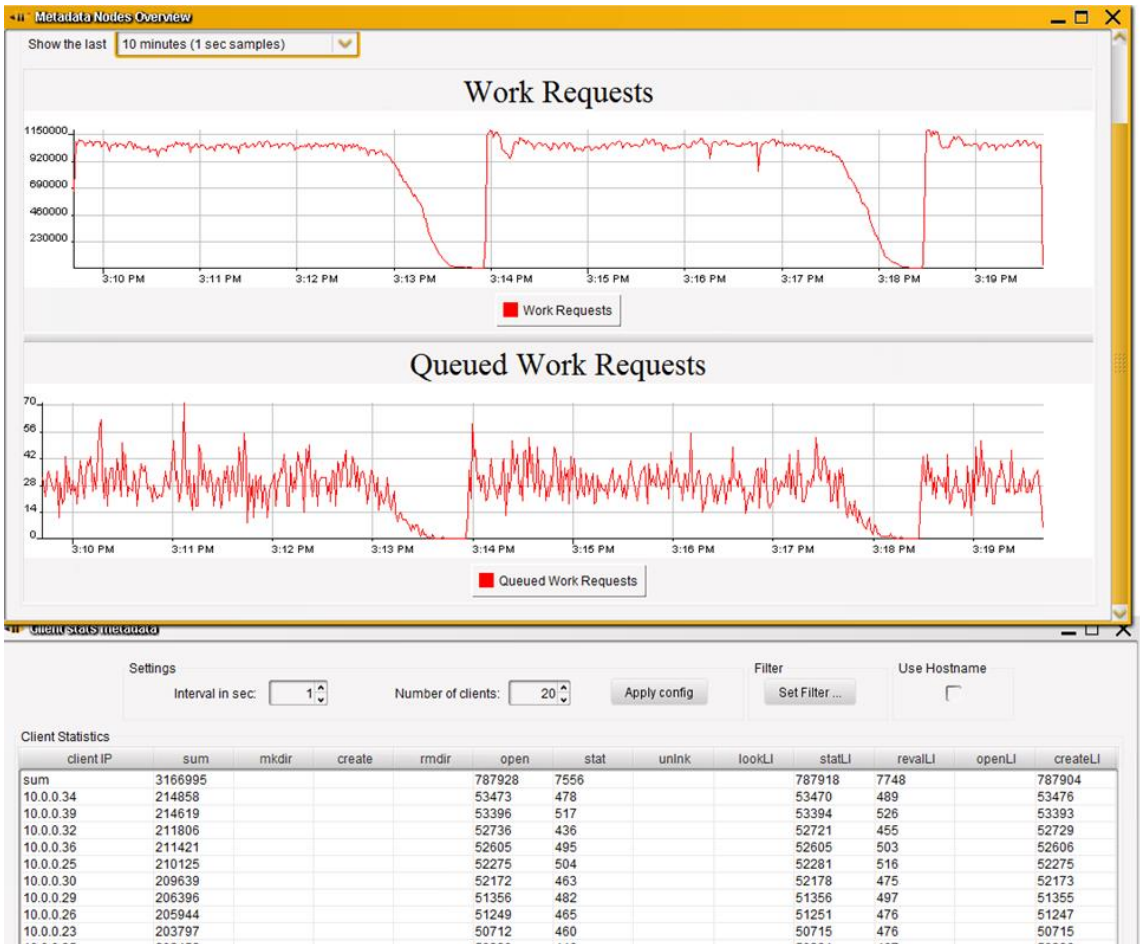 Metadata Nodes Overview
Show the last 10 minutes (1 sec samples)
Work Requests
1150000
920000
690000
460000
230000
3:10 PM 3:11 PM 3:12 PM 3:13 PM 3:14 PM 3:15 PM 3:16 PM 3:17 PM 3:18 PM 3:19 PM
Work Requests
Queued Work Requests
70
56
42
28
14
0
3:10 PM 3:11 PM 3:12 PM 3:13 PM 3:14 PM 3:15 PM 3:16 PM 3:17 PM 3:18 PM 3:19 PM
Queued Work Requests
Client stats metadata
Settings Filter Use Hostname
Interval in sec: 1 Number of clients: 20 Apply config Set Filter ...
Client Statistics
client IP sum mkdir create rmdir open stat unlnk lookLI statLI revalLI openLI createLI
sum 3166995 787928 7556 787918 7748 787904
10.0.0.34 214858 53473 478 53470 489 53476
10.0.0.39 214619 53396 517 53394 526 53393
10.0.0.32 211806 52736 436 52721 455 52729
10.0.0.36 211421 52605 495 52605 503 52606
10.0.0.25 210125 52275 504 52281 516 52275
10.0.0.30 209639 52172 463 52178 475 52173
10.0.0.29 206396 51356 482 51356 497 51355
10.0.0.26 205944 51249 465 51251 476 51247
10.0.0.23 203797 50712 460 50715 476 50715